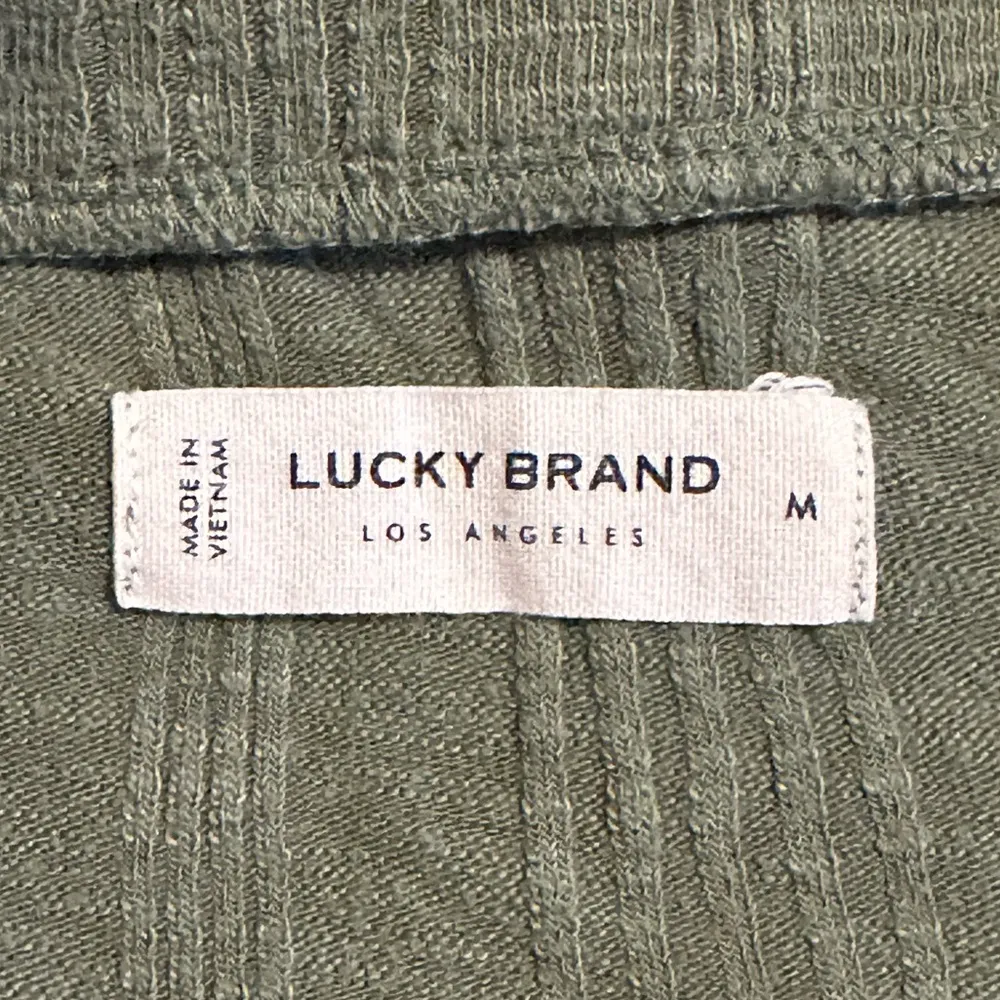 MADE IN
VIETNAM
LUCKY BRAND
LOS ANGELES
M